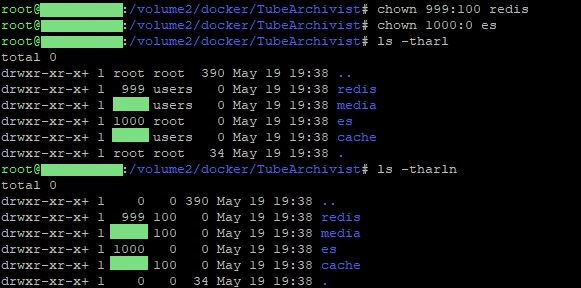 root@ :/volume2/docker/TubeArchivist# chown 999:100 redis
root@ :/volume2/docker/TubeArchivist# chown 1000:0 es
root@ :/volume2/docker/TubeArchivist# ls -tharl
total 0
drwxr-xr-x+ 1 root root 390 May 19 19:38 ..
drwxr-xr-x+ 1 999 users 0 May 19 19:38 redis
drwxr-xr-x+ 1 users 0 May 19 19:38 media
drwxr-xr-x+ 1 1000 root 0 May 19 19:38 es
drwxr-xr-x+ 1 users 0 May 19 19:38 cache
drwxr-xr-x+ 1 root root 34 May 19 19:38 .
root@ :/volume2/docker/TubeArchivist# ls -tharln
total 0
drwxr-xr-x+ 1 0 0 390 May 19 19:38 ..
drwxr-xr-x+ 1 999 100 0 May 19 19:38 redis
drwxr-xr-x+ 1 100 0 May 19 19:38 media
drwxr-xr-x+ 1 1000 0 0 May 19 19:38 es
drwxr-xr-x+ 1 100 0 May 19 19:38 cache
drwxr-xr-x+ 1 0 0 34 May 19 19:38 .